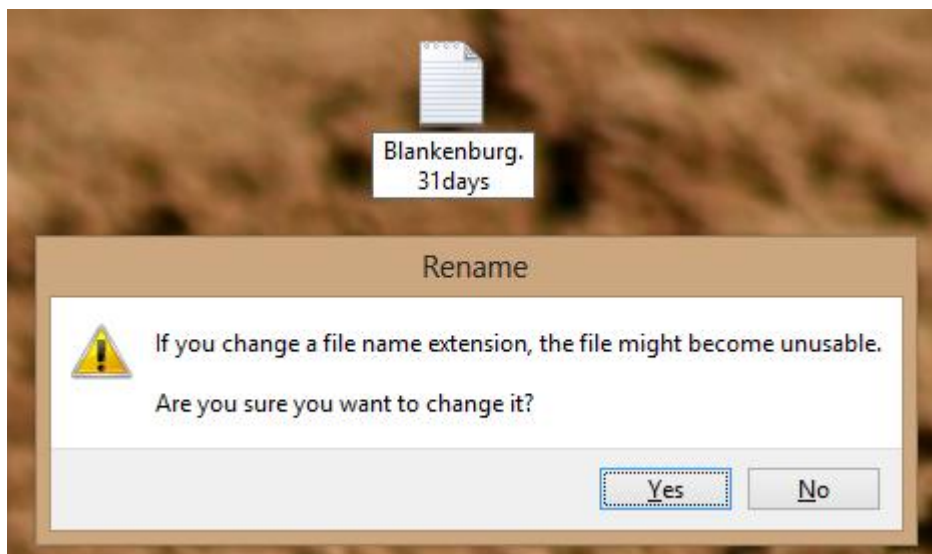 Blankenburg.
31days
Rename
If you change a file name extension, the file might become unusable.
Are you sure you want to change it?
Yes
No